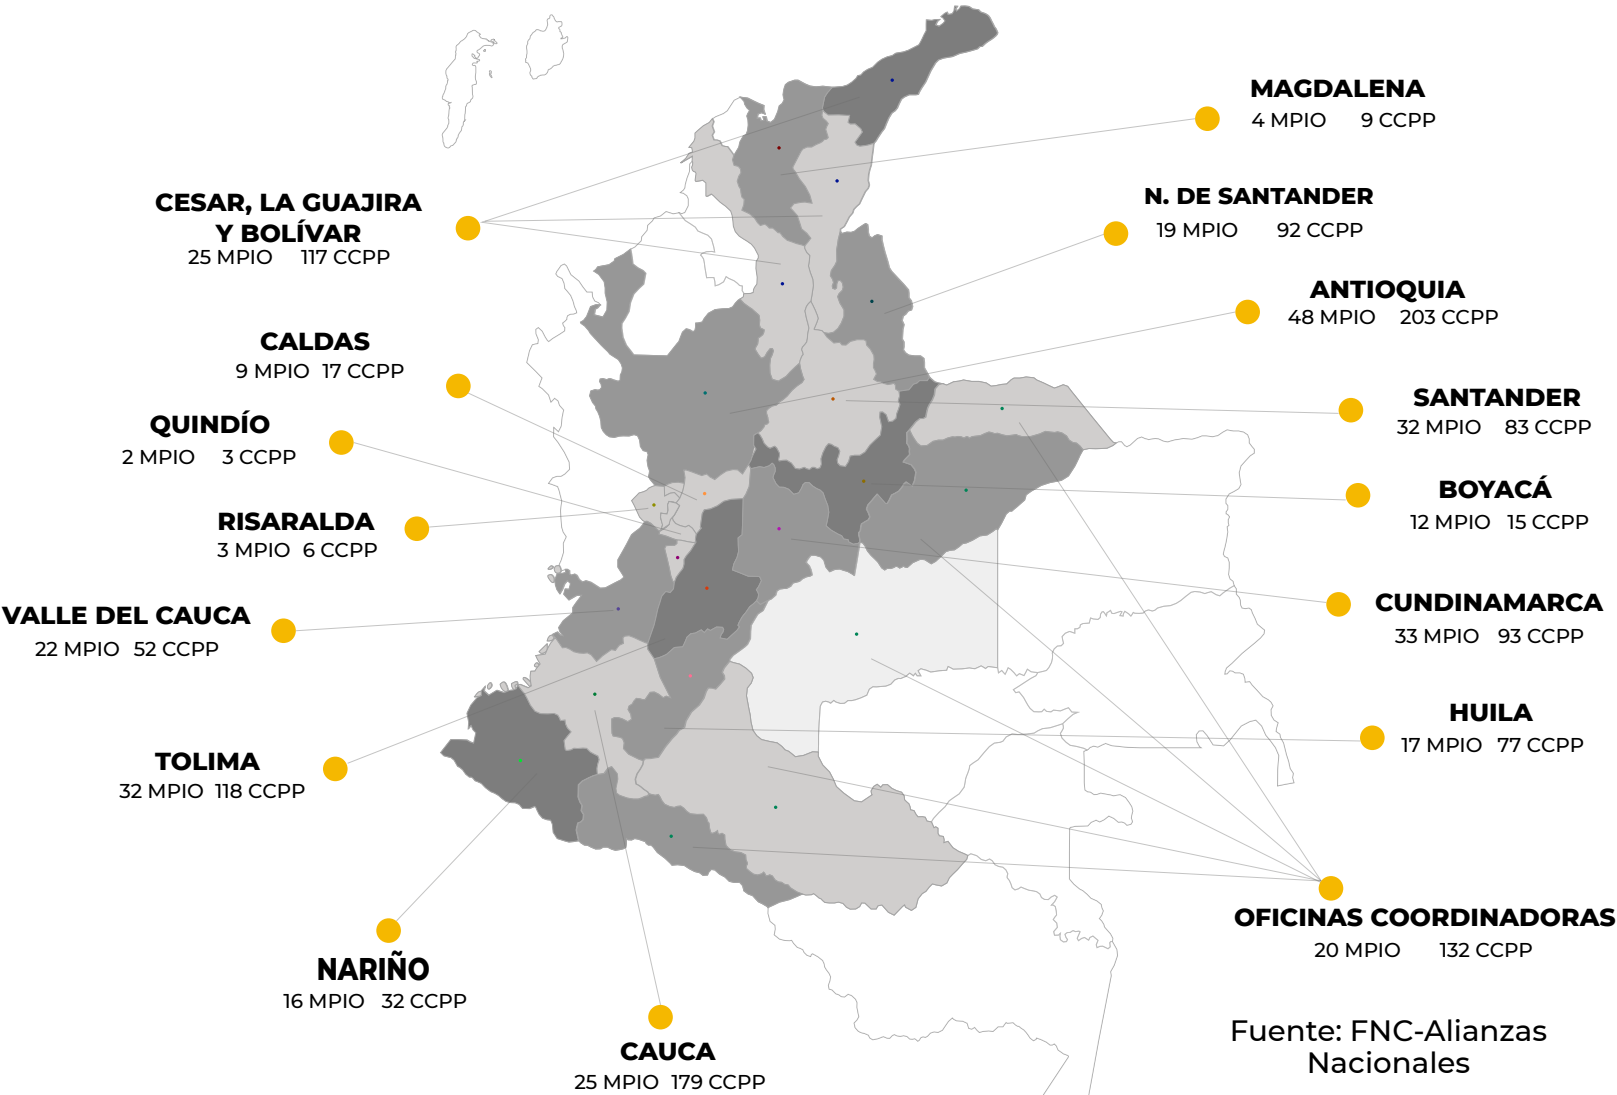 MAGDALENA
4 MPIO 9 CCPP
CESAR, LA GUAJIRA
Y BOLÍVAR
25 MPIO 117 CCPP
N. DE SANTANDER
19 MPIO 92 CCPP
ANTIOQUIA
48 MPIO 203 CCPP
CALDAS
9 MPIO 17 CCPP
SANTANDER
32 MPIO 83 CCPP
QUINDÍO
2 MPIO 3 CCPP
BOYACÁ
12 MPIO 15 CCPP
RISARALDA
3 MPIO 6 CCPP
CUNDINAMARCA
33 MPIO 93 CCPP
VALLE DEL CAUCA
22 MPIO 52 CCPP
HUILA
17 MPIO 77 CCPP
TOLIMA
32 MPIO 118 CCPP
OFICINAS COORDINADORAS
20 MPIO 132 CCPP
NARIÑO
16 MPIO 32 CCPP
CAUCA
25 MPIO 179 CCPP
Fuente: FNC-Alianzas
Nacionales